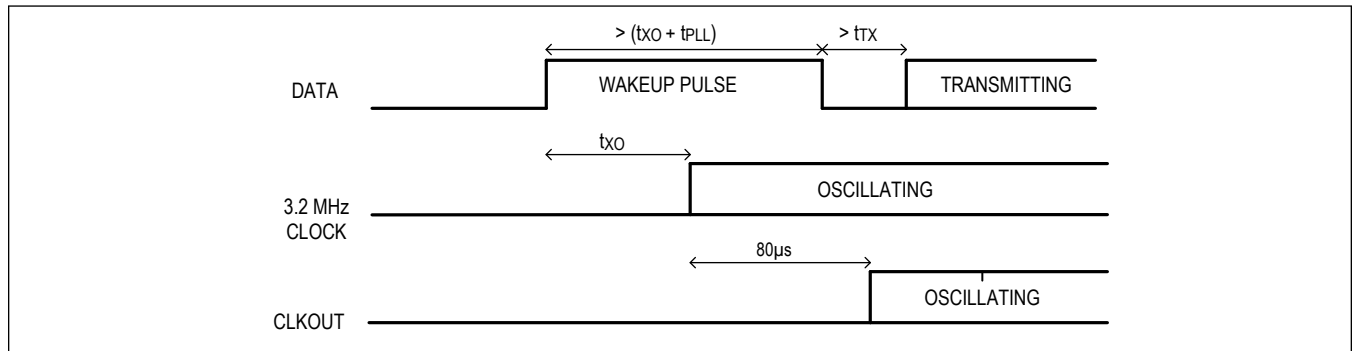 > (tXO + tPLL)
> tTX
DATA
WAKEUP PULSE
TRANSMITTING
tXO
3.2 MHz
CLOCK
OSCILLATING
80µs
CLKOUT
OSCILLATING